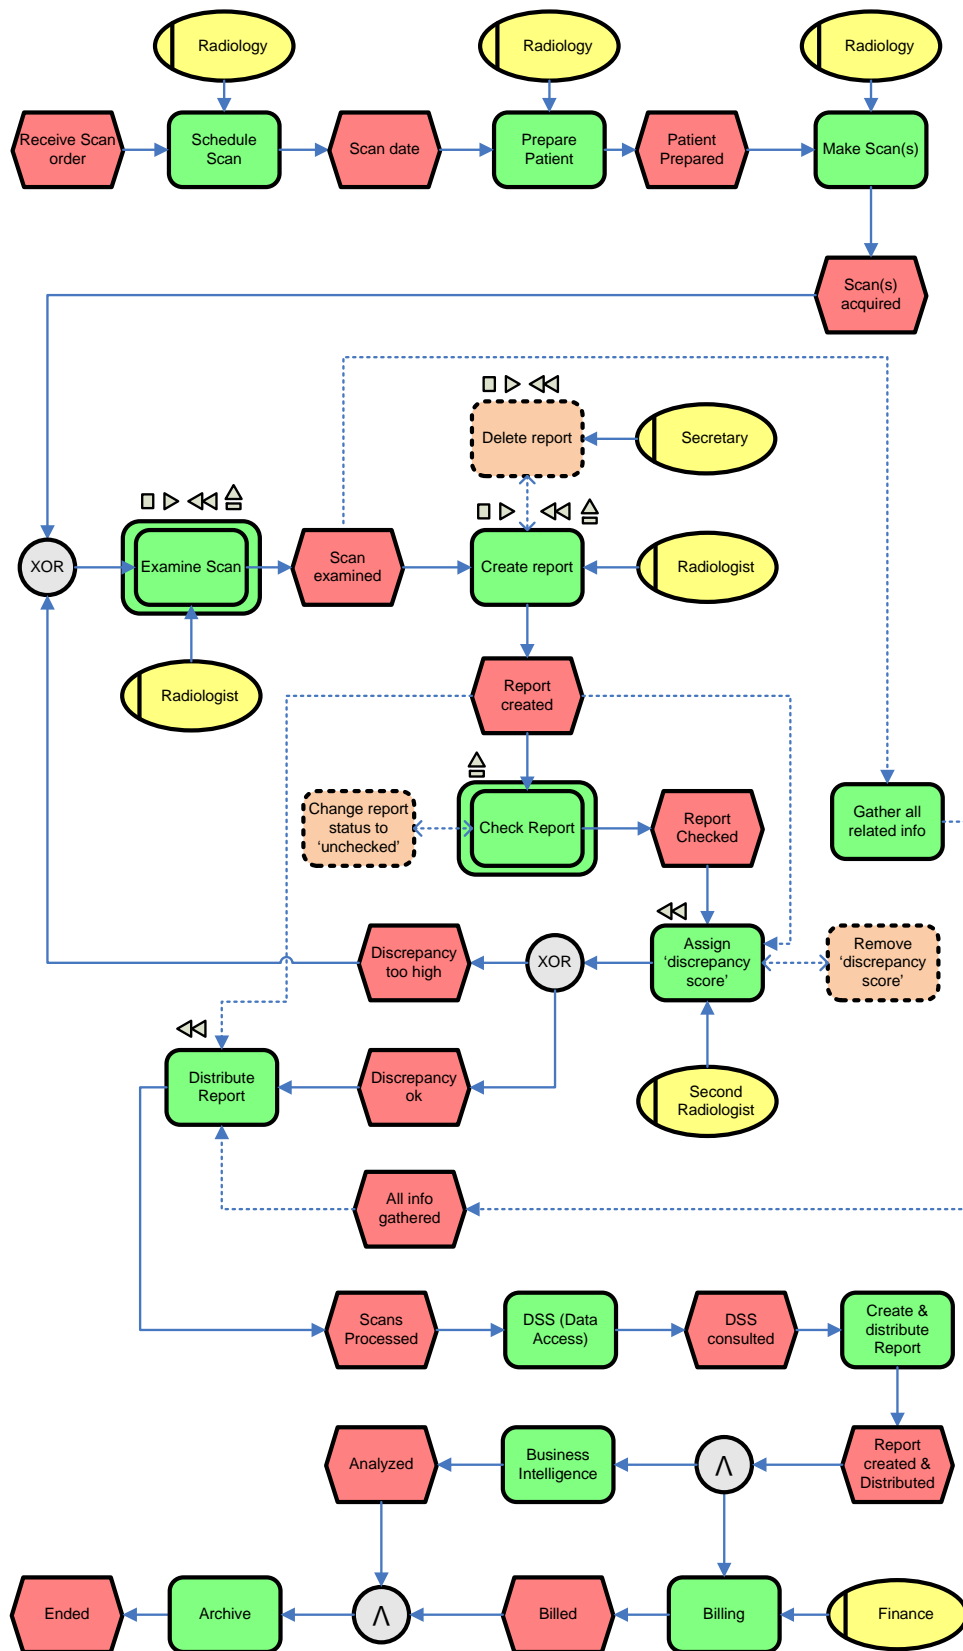 Radiology
Radiology
Radiology
Receive Scan
order
Schedule
Scan
Scan date
Prepare
Patient
Patient
Prepared
Make Scan(s)
Scan(s)
acquired
Delete report
Secretary
XOR
Examine Scan
Scan
examined
Create report
Radiologist
Radiologist
Report
created
Change report
status to
‘unchecked’
Check Report
Report
Checked
Gather all
related info
Discrepancy
too high
XOR
Assign
‘discrepancy
score’
Remove
‘discrepancy
score’
Distribute
Report
Discrepancy
ok
Second
Radiologist
All info
gathered
Scans
Processed
DSS (Data
Access)
DSS
consulted
Create &
distribute
Report
Analyzed
Business
Intelligence
Λ
Report
created &
Distributed
Ended
Archive
Λ
Billed
Billing
Finance